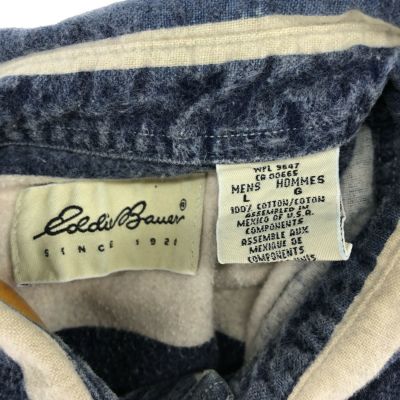 Eddie Bauer ®
SINCE 1921
WPL 9647
CA 00665
MENS HOMMES
L G
100% COTTON/COTON
ASSEMBLED IN
MEXICO OF U.S.A.
COMPONENTS
ASSEMBLE AUX
MEXIQUE DE
COMPONENTS